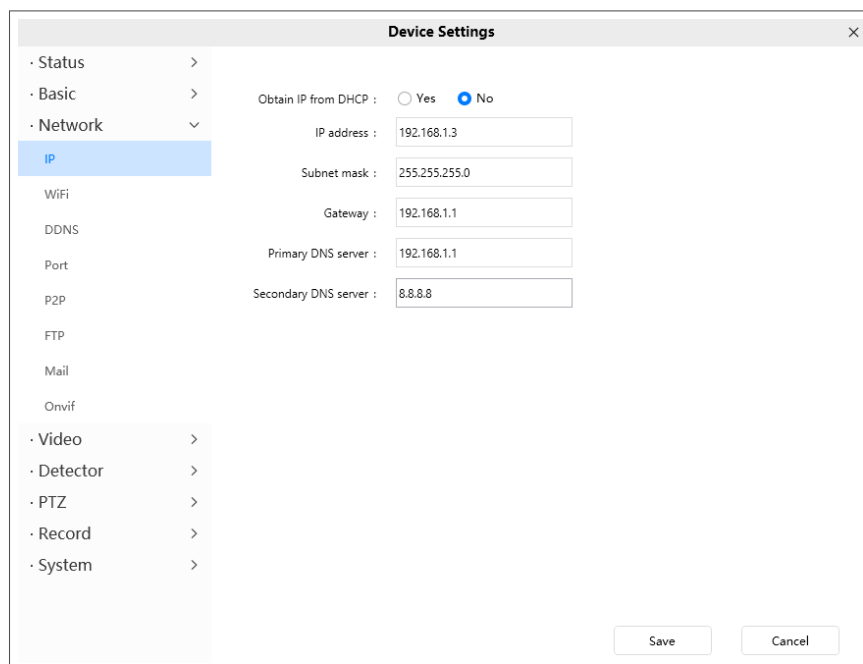 Device Settings
· Status
· Basic
· Network
IP
WiFi
DDNS
Port
P2P
FTP
Mail
Onvif
· Video
· Detector
· PTZ
· Record
· System
Obtain IP from DHCP : Yes No
IP address : 192.168.1.3
Subnet mask : 255.255.255.0
Gateway : 192.168.1.1
Primary DNS server : 192.168.1.1
Secondary DNS server : 8.8.8.8
Save Cancel